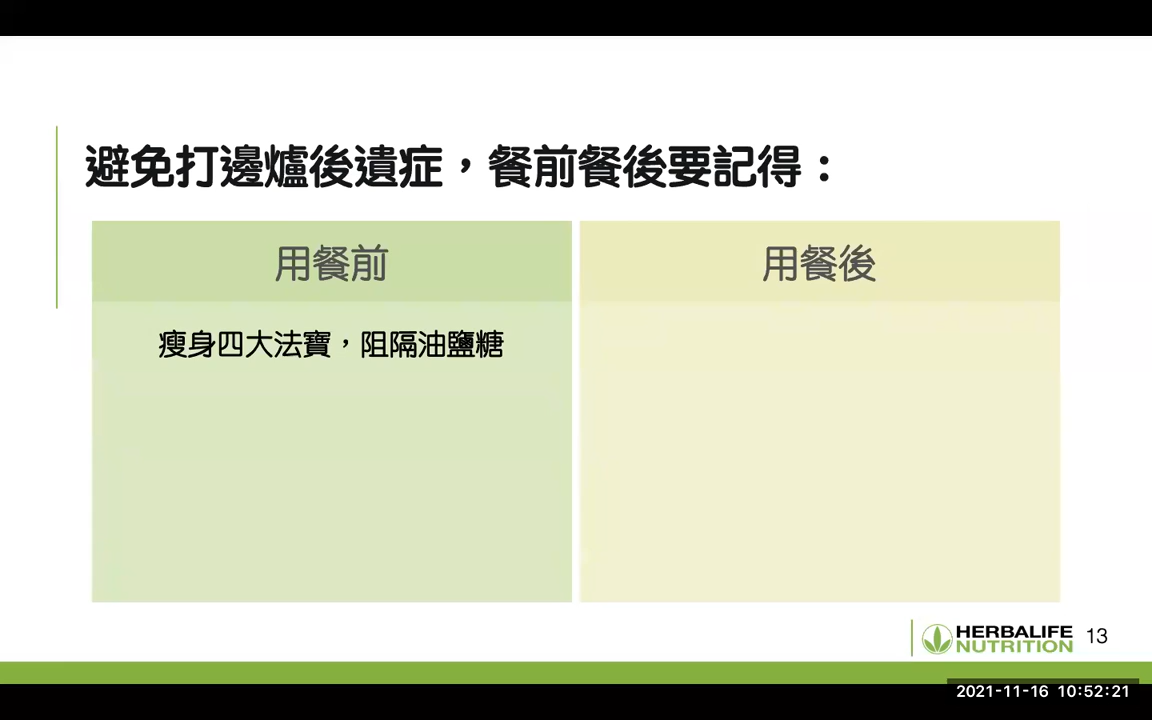 避免打邊爐後遺症，餐前餐後要記得：
用餐前
用餐後
瘦身四大法寶，阻隔油鹽糖
HERBALIFE
NUTRITION
13
2021-11-16 10:52:21